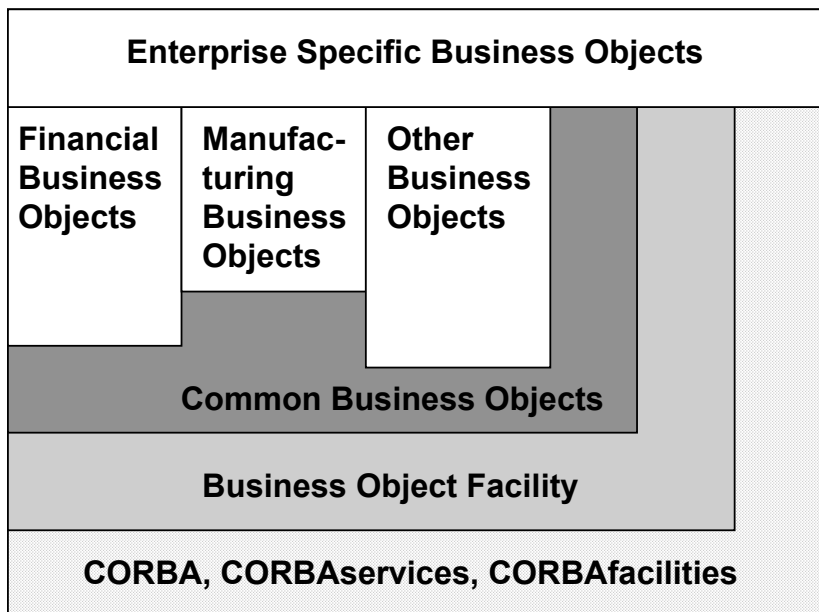 Enterprise Specific Business Objects
Financial
Business
Objects
Manufac-
turing
Business
Objects
Other
Business
Objects
Common Business Objects
Business Object Facility
CORBA, CORBAservices, CORBAfacilities